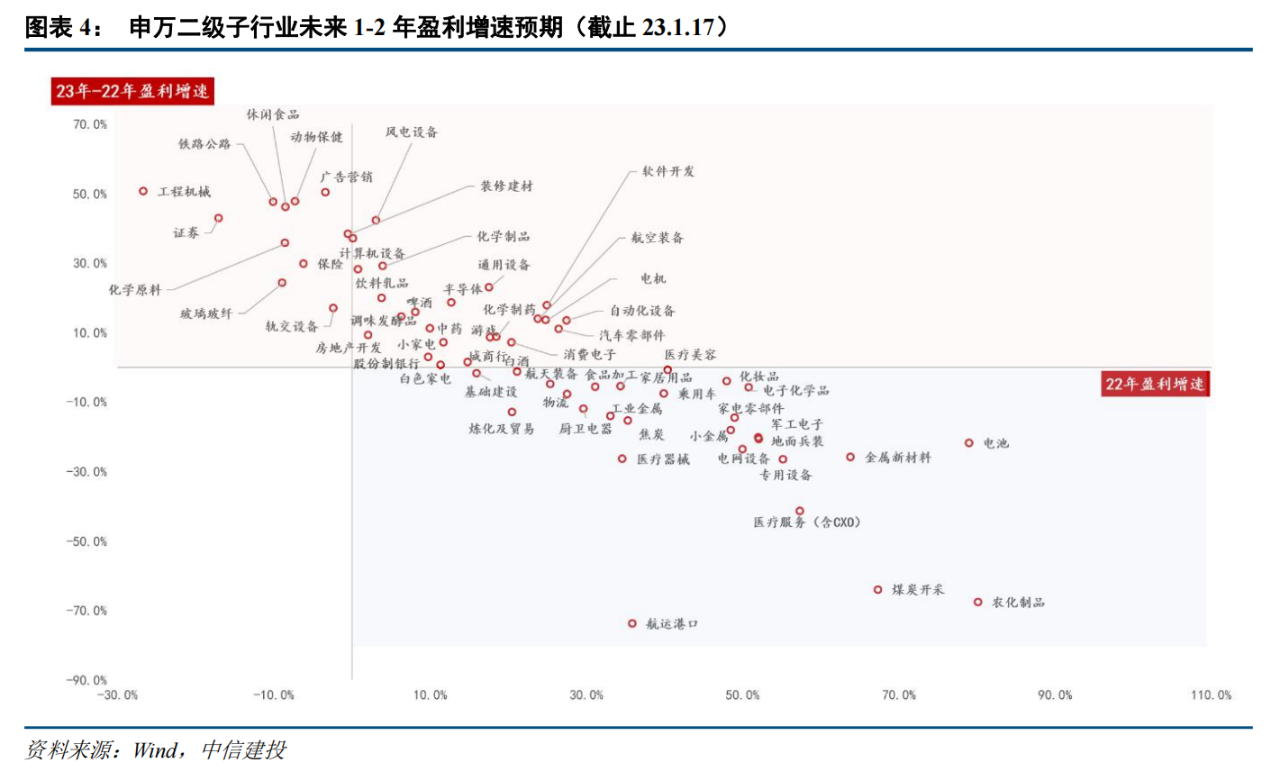 图表 4： 申万二级子行业未来 1-2 年盈利增速预期（截止 23.1.17）
23年-22年盈利增速
休闲食品
70.0%
动物保健
风电设备
铁路公路
软件开发
广告营销
装修建材
50.0%
工程机械
证券
化学制品
航空装备
计算机设备
30.0%
保险
通用设备
电机
化学原料
饮料乳品
半导体
玻璃玻纤
啤酒
化学制药
自动化设备
轨交设备
调味发酵品
中药
游戏
10.0%
汽车零部件
房地产开发
小家电
消费电子
医疗美容
股份制银行
城商行
白酒
白色家电
航天装备
食品加工
家居用品
化妆品
22年盈利增速
基础建设
乘用车
电子化学品
-10.0%
物流
工业金属
家电零部件
炼化及贸易
厨卫电器
焦炭
小金属
军工电子
地面兵装
电池
-30.0%
医疗器械
电网设备
金属新材料
专用设备
医疗服务（含CXO）
-50.0%
煤炭开采
-70.0%
农化制品
航运港口
-90.0%
-30.0%
-10.0%
10.0%
30.0%
50.0%
70.0%
90.0%
110.0%
资料来源：Wind，中信建投